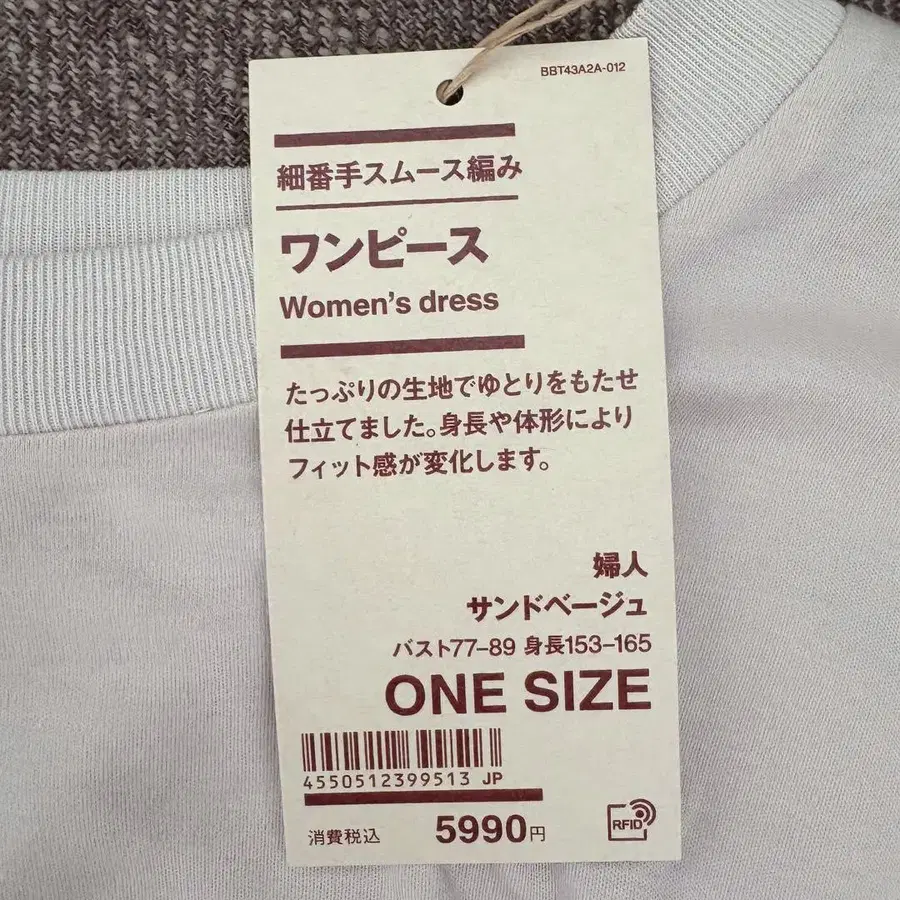 BBT43A2A-012
細番手スムース編み
ワンピース
Women's dress
たっぷりの生地でゆとりをもたせ
仕立てました。身長や体形により
フィット感が変化します。
婦人
サンドベージュ
バスト77–89 身長153–165
ONE SIZE
4550512399513 JP
消費税込 5990円
RFID